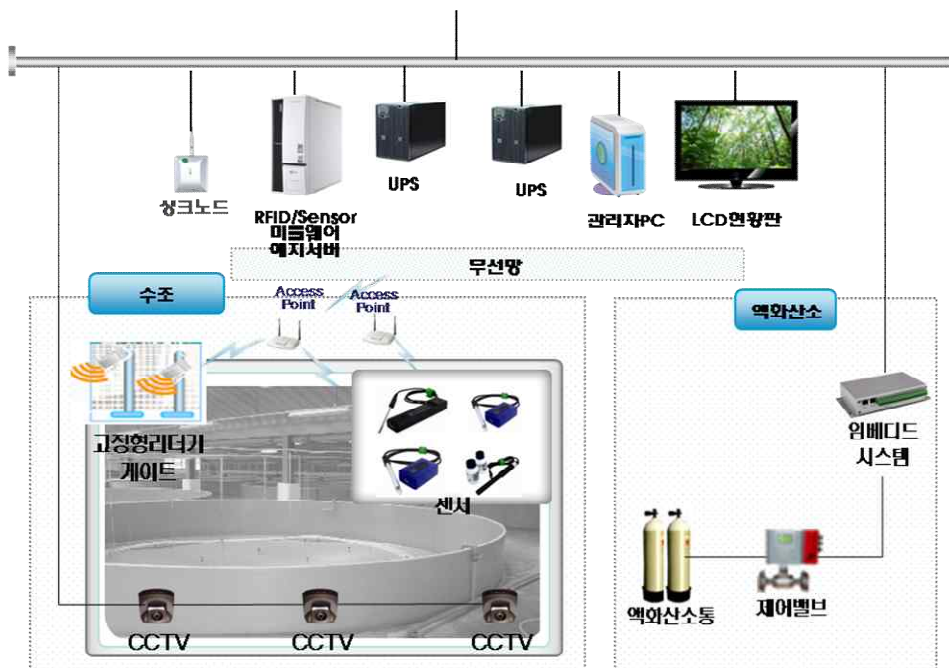 싱크노드
RFID/Sensor
미들웨어
에지서버
UPS
UPS
관리자PC
LCD현황판
무선망
수조
Access
Point
Access
Point
액화산소
고정형리더기
게이트
센서
임베디드
시스템
액화산소통
제어밸브
CCTV
CCTV
CCTV